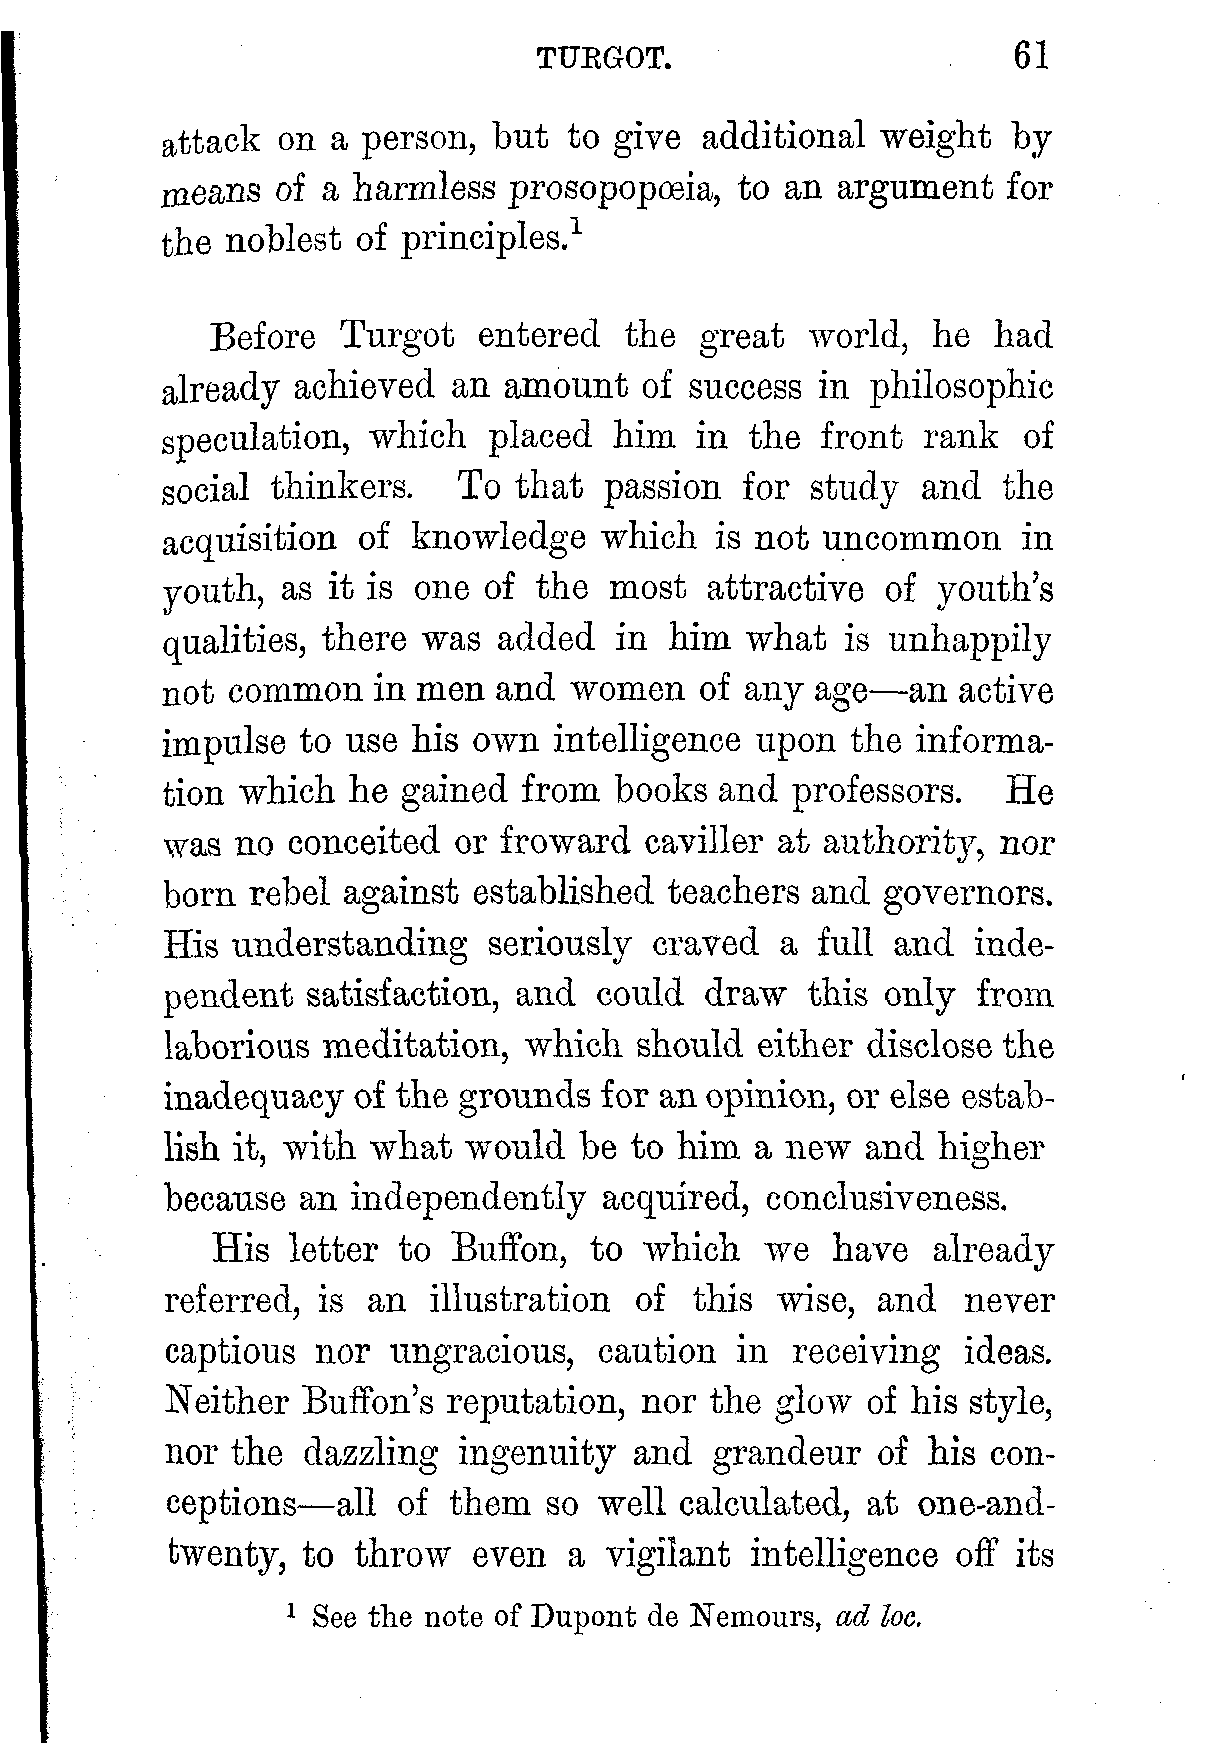 TURGOT. 61
attack on a person, but to give additional weight by
means of a harmless prosopopœia, to an argument for
the noblest of principles.¹
Before Turgot entered the great world, he had
already achieved an amount of success in philosophic
speculation, which placed him in the front rank of
social thinkers. To that passion for study and the
acquisition of knowledge which is not uncommon in
youth, as it is one of the most attractive of youth's
qualities, there was added in him what is unhappily
not common in men and women of any age—an active
impulse to use his own intelligence upon the informa-
tion which he gained from books and professors. He
was no conceited or froward caviller at authority, nor
born rebel against established teachers and governors.
His understanding seriously craved a full and inde-
pendent satisfaction, and could draw this only from
laborious meditation, which should either disclose the
inadequacy of the grounds for an opinion, or else estab-
lish it, with what would be to him a new and higher
because an independently acquired, conclusiveness.
His letter to Buffon, to which we have already
referred, is an illustration of this wise, and never
captious nor ungracious, caution in receiving ideas.
Neither Buffon's reputation, nor the glow of his style,
nor the dazzling ingenuity and grandeur of his con-
ceptions—all of them so well calculated, at one-and-
twenty, to throw even a vigilant intelligence off its
¹ See the note of Dupont de Nemours, ad loc.